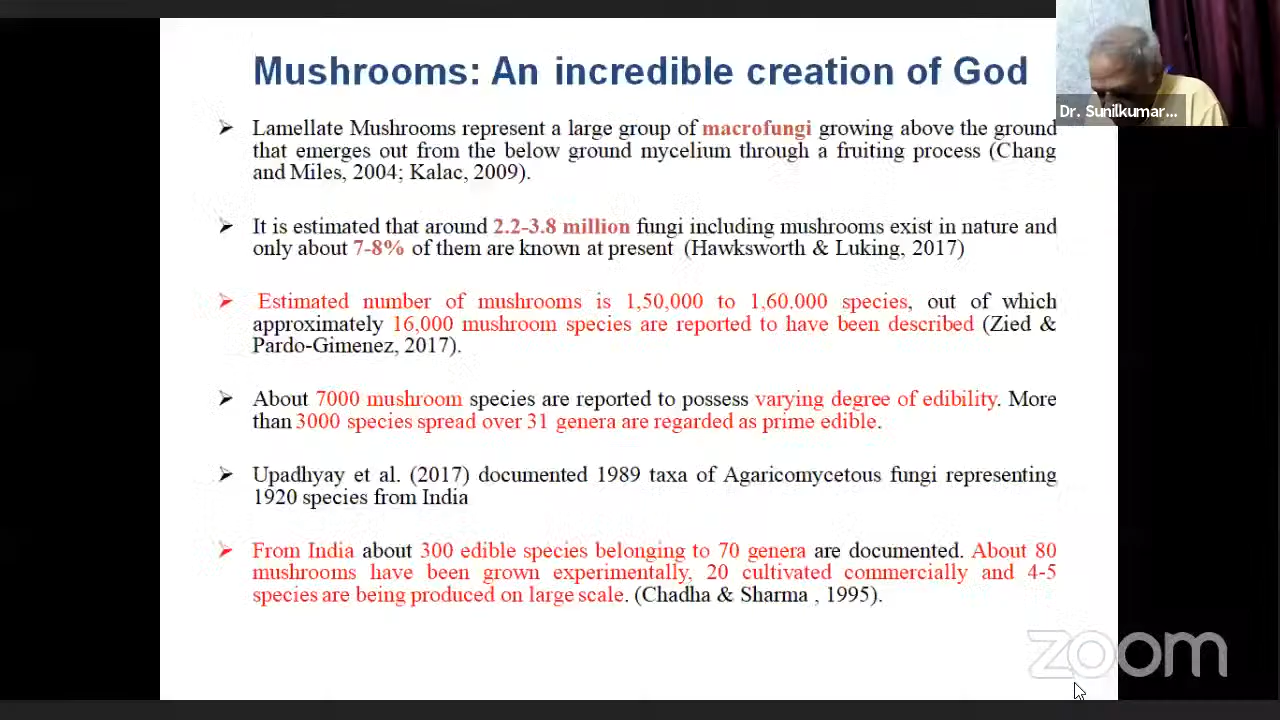 Mushrooms: An incredible creation of God
Dr. Sunilkumar...
Lamellate Mushrooms represent a large group of macrofungi growing above the ground
that emerges out from the below ground mycelium through a fruiting process (Chang
and Miles, 2004; Kalac, 2009).
It is estimated that around 2.2-3.8 million fungi including mushrooms exist in nature and
only about 7-8% of them are known at present (Hawksworth & Luking, 2017)
Estimated number of mushrooms is 1,50,000 to 1,60.000 species, out of which
approximately 16,000 mushroom species are reported to have been described (Zied &
Pardo-Gimenez, 2017).
About 7000 mushroom species are reported to possess varying degree of edibility. More
than 3000 species spread over 31 genera are regarded as prime edible.
Upadhyay et al. (2017) documented 1989 taxa of Agaricomycetous fungi representing
1920 species from India
From India about 300 edible species belonging to 70 genera are documented. About 80
mushrooms have been grown experimentally, 20 cultivated commercially and 4-5
species are being produced on large scale. (Chadha & Sharma , 1995).
zoom